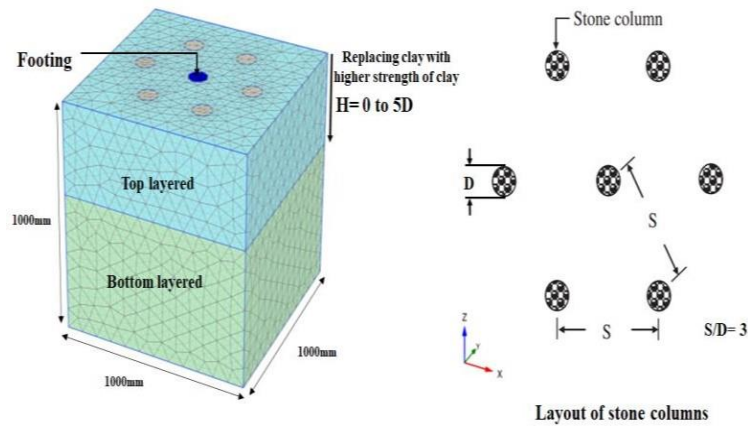 Footing
Replacing clay with
higher strength of clay
H= 0 to 5D
Top layered
1000mm
Bottom layered
1000mm
1000mm
Stone column
D
S
S
S/D= 3
Z
Y
X
Layout of stone columns